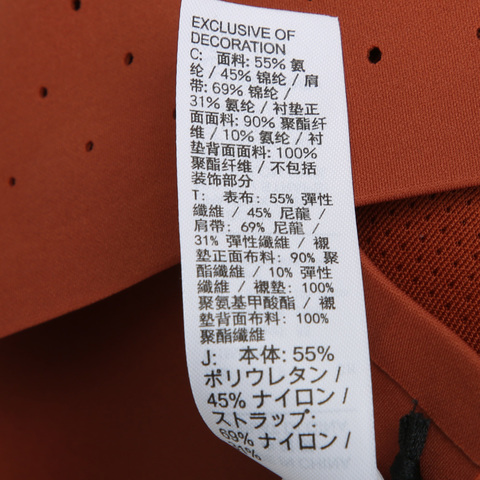 EXCLUSIVE OF
DECORATION
C: 面料: 55% 氨
纶 / 45% 锦纶 / 肩
带: 69% 锦纶 /
31% 氨纶 / 衬垫正
面面料: 90% 聚酯纤
维 / 10% 氨纶 / 衬
垫背面面料: 100%
聚酯纤维 / 不包括
装饰部分
T: 表布: 55% 彈性
纖維 / 45% 尼龍 /
肩帶: 69% 尼龍 /
31% 彈性纖維 / 襯
墊正面布料: 90% 聚
酯纖維 / 10% 彈性
纖維 / 襯墊: 100%
聚氨基甲酸酯 / 襯
墊背面布料: 100%
聚酯纖維
J: 本体: 55%
ポリウレタン /
45% ナイロン /
ストラップ:
69% ナイロン /